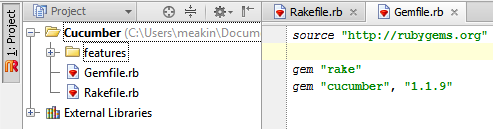 1: Project
Project
Cucumber (C:\Users\meakin\Docum
features
Gemfile.rb
Rakefile.rb
External Libraries
Rakefile.rb
Gemfile.rb
source "http://rubygems.org"
gem "rake"
gem "cucumber", "1.1.9"